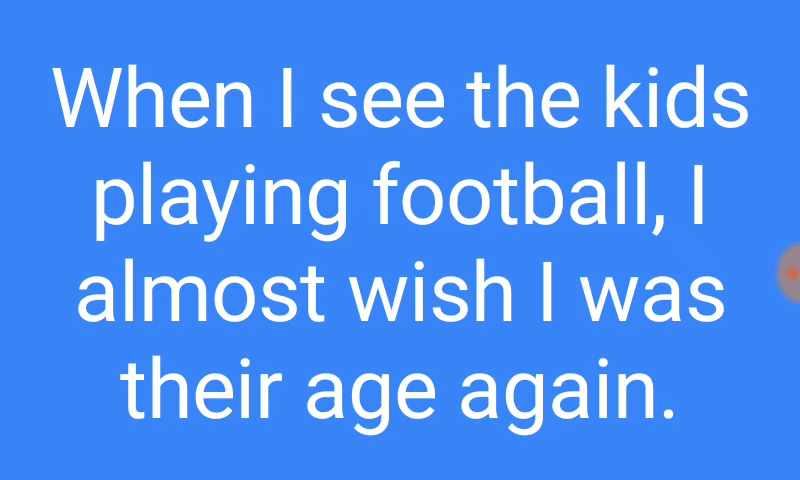 When I see the kids
playing football, I
almost wish I was
their age again.